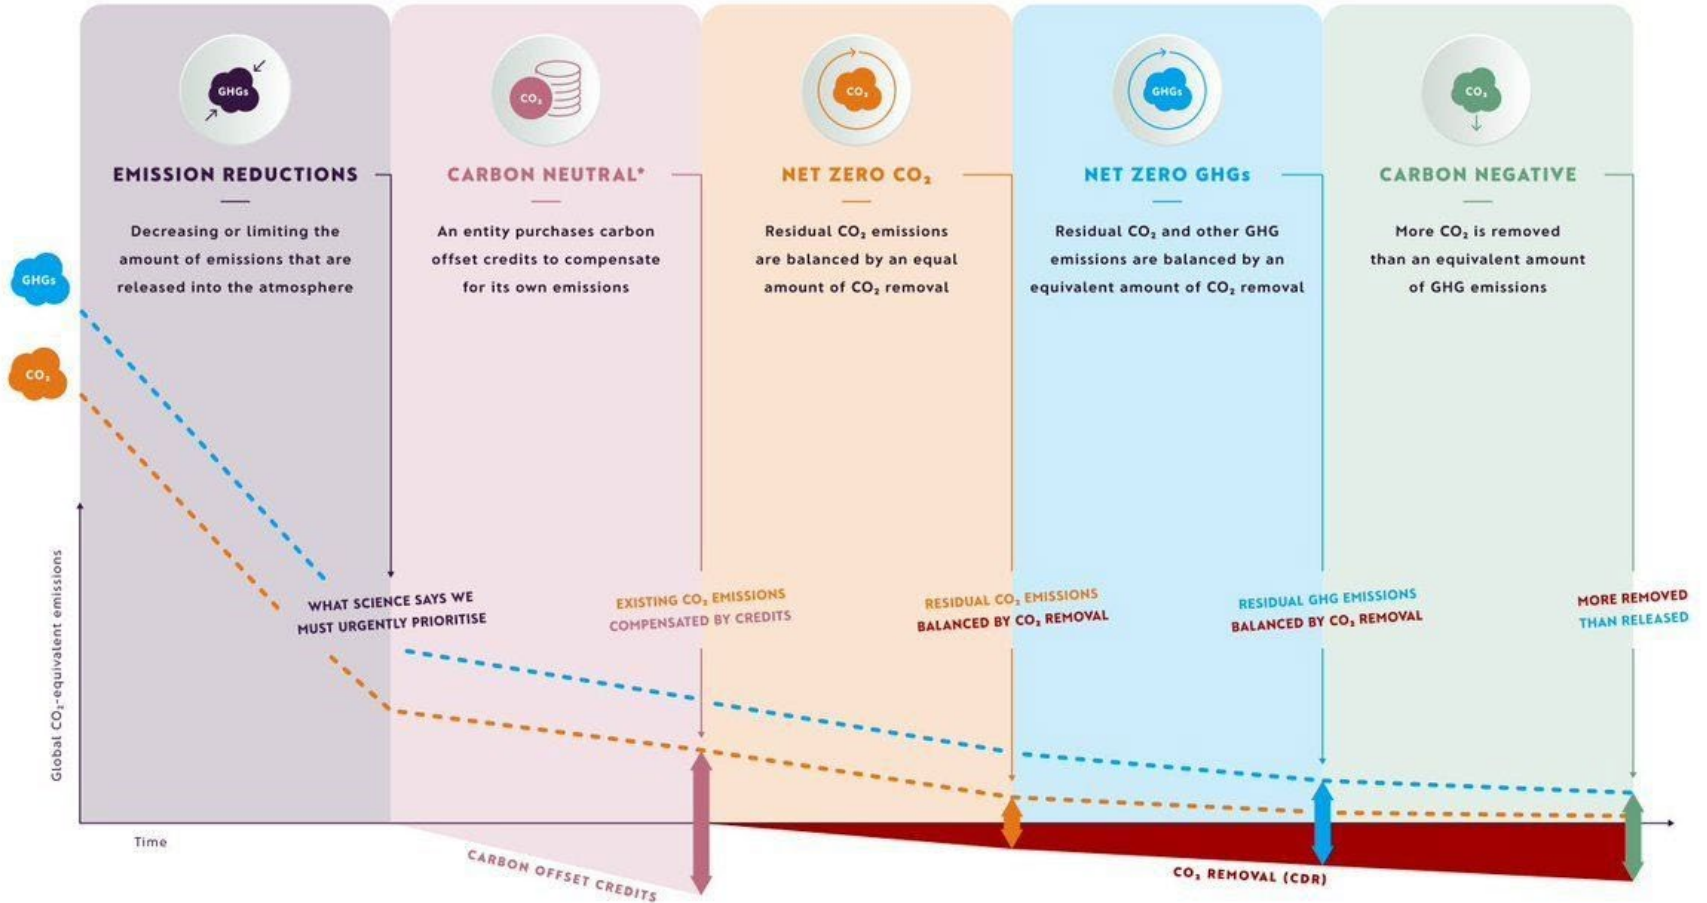 GHGs
CO₂
CO₂
GHGs
CO₂
EMISSION REDUCTIONS
Decreasing or limiting the
amount of emissions that are
released into the atmosphere
CARBON NEUTRAL*
An entity purchases carbon
offset credits to compensate
for its own emissions
NET ZERO CO₂
Residual CO₂ emissions
are balanced by an equal
amount of CO₂ removal
NET ZERO GHGs
Residual CO₂ and other GHG
emissions are balanced by an
equivalent amount of CO₂ removal
CARBON NEGATIVE
More CO₂ is removed
than an equivalent amount
of GHG emissions
GHGs
CO₂
Global CO₂-equivalent emissions
WHAT SCIENCE SAYS WE
MUST URGENTLY PRIORITISE
EXISTING CO₂ EMISSIONS
COMPENSATED BY CREDITS
RESIDUAL CO₂ EMISSIONS
BALANCED BY CO₂ REMOVAL
RESIDUAL GHG EMISSIONS
BALANCED BY CO₂ REMOVAL
MORE REMOVED
THAN RELEASED
Time
CARBON OFFSET CREDITS
CO₂ REMOVAL (CDR)